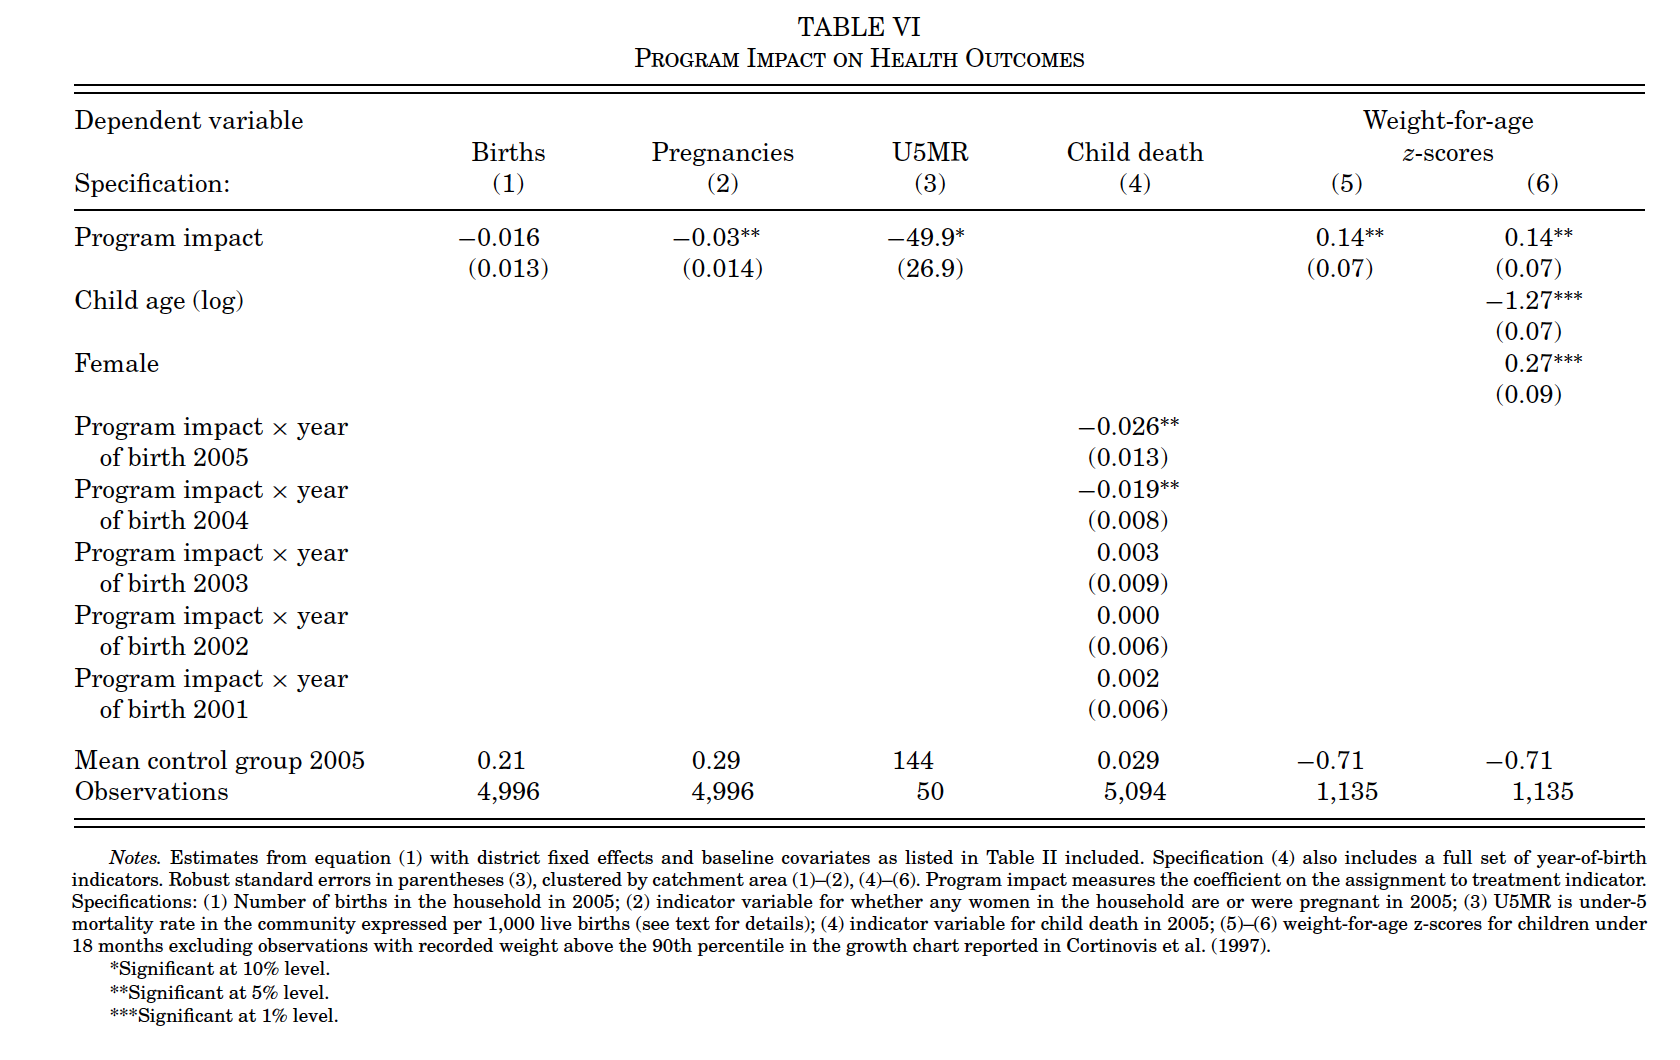 TABLE VI
PROGRAM IMPACT ON HEALTH OUTCOMES
Dependent variable Weight-for-age
Births Pregnancies U5MR Child death z-scores
Specification: (1) (2) (3) (4) (5) (6)
Program impact −0.016 −0.03** −49.9* 0.14** 0.14**
(0.013) (0.014) (26.9) (0.07) (0.07)
Child age (log) −1.27***
(0.07)
Female 0.27***
(0.09)
Program impact × year −0.026**
of birth 2005 (0.013)
Program impact × year −0.019**
of birth 2004 (0.008)
Program impact × year 0.003
of birth 2003 (0.009)
Program impact × year 0.000
of birth 2002 (0.006)
Program impact × year 0.002
of birth 2001 (0.006)
Mean control group 2005 0.21 0.29 144 0.029 −0.71 −0.71
Observations 4,996 4,996 50 5,094 1,135 1,135
Notes. Estimates from equation (1) with district fixed effects and baseline covariates as listed in Table II included. Specification (4) also includes a full set of year-of-birth
indicators. Robust standard errors in parentheses (3), clustered by catchment area (1)–(2), (4)–(6). Program impact measures the coefficient on the assignment to treatment indicator.
Specifications: (1) Number of births in the household in 2005; (2) indicator variable for whether any women in the household are or were pregnant in 2005; (3) U5MR is under-5
mortality rate in the community expressed per 1,000 live births (see text for details); (4) indicator variable for child death in 2005; (5)–(6) weight-for-age z-scores for children under
18 months excluding observations with recorded weight above the 90th percentile in the growth chart reported in Cortinovis et al. (1997).
*Significant at 10% level.
**Significant at 5% level.
***Significant at 1% level.